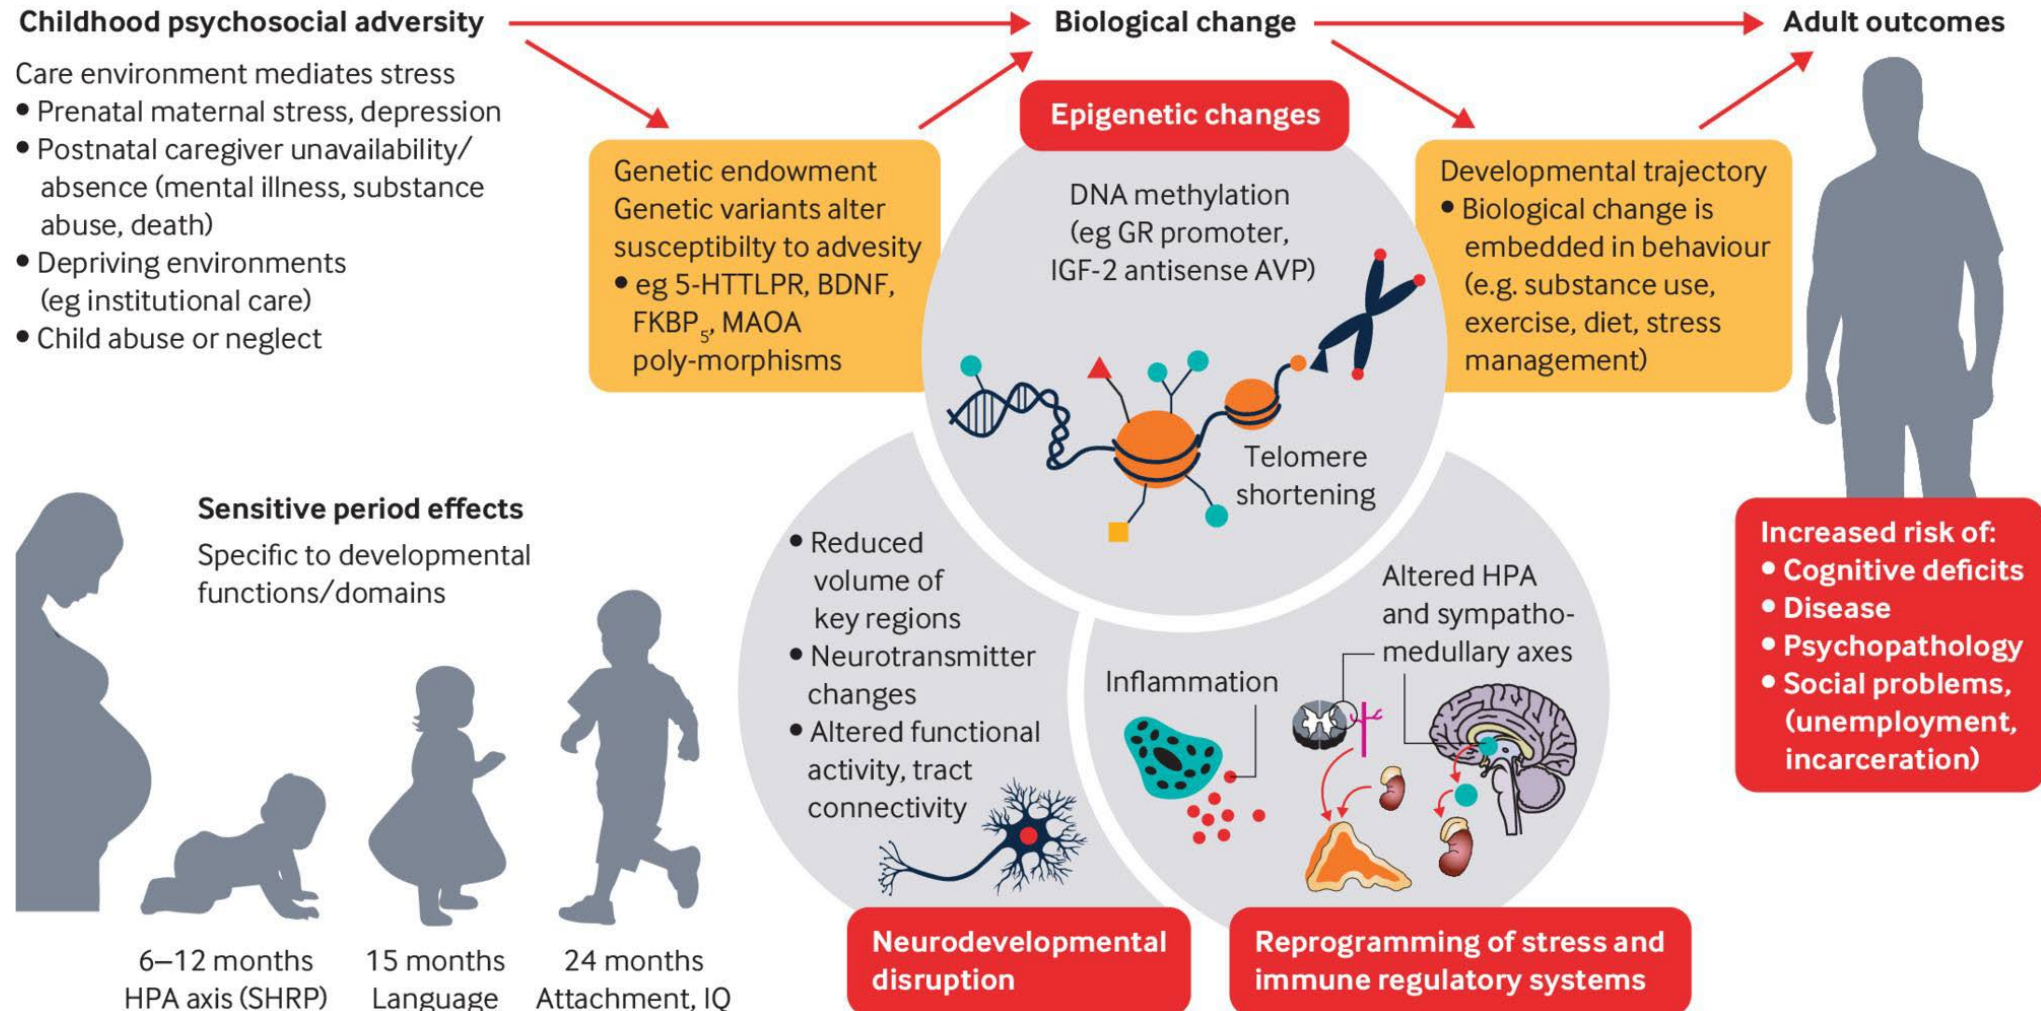 Childhood psychosocial adversity
Care environment mediates stress
• Prenatal maternal stress, depression
• Postnatal caregiver unavailability/
absence (mental illness, substance
abuse, death)
• Depriving environments
(eg institutional care)
• Child abuse or neglect
Genetic endowment
Genetic variants alter
susceptibilty to advesity
• eg 5-HTTLPR, BDNF,
FKBP5, MAOA
poly-morphisms
Biological change
Epigenetic changes
DNA methylation
(eg GR promoter,
IGF-2 antisense AVP)
Telomere
shortening
Developmental trajectory
• Biological change is
embedded in behaviour
(e.g. substance use,
exercise, diet, stress
management)
Adult outcomes
Sensitive period effects
Specific to developmental
functions/domains
6–12 months
HPA axis (SHRP)
15 months
Language
24 months
Attachment, IQ
• Reduced
volume of
key regions
• Neurotransmitter
changes
• Altered functional
activity, tract
connectivity
Neurodevelopmental
disruption
Inflammation
Altered HPA
and sympatho-
medullary axes
Reprogramming of stress and
immune regulatory systems
Increased risk of:
• Cognitive deficits
• Disease
• Psychopathology
• Social problems,
(unemployment,
incarceration)